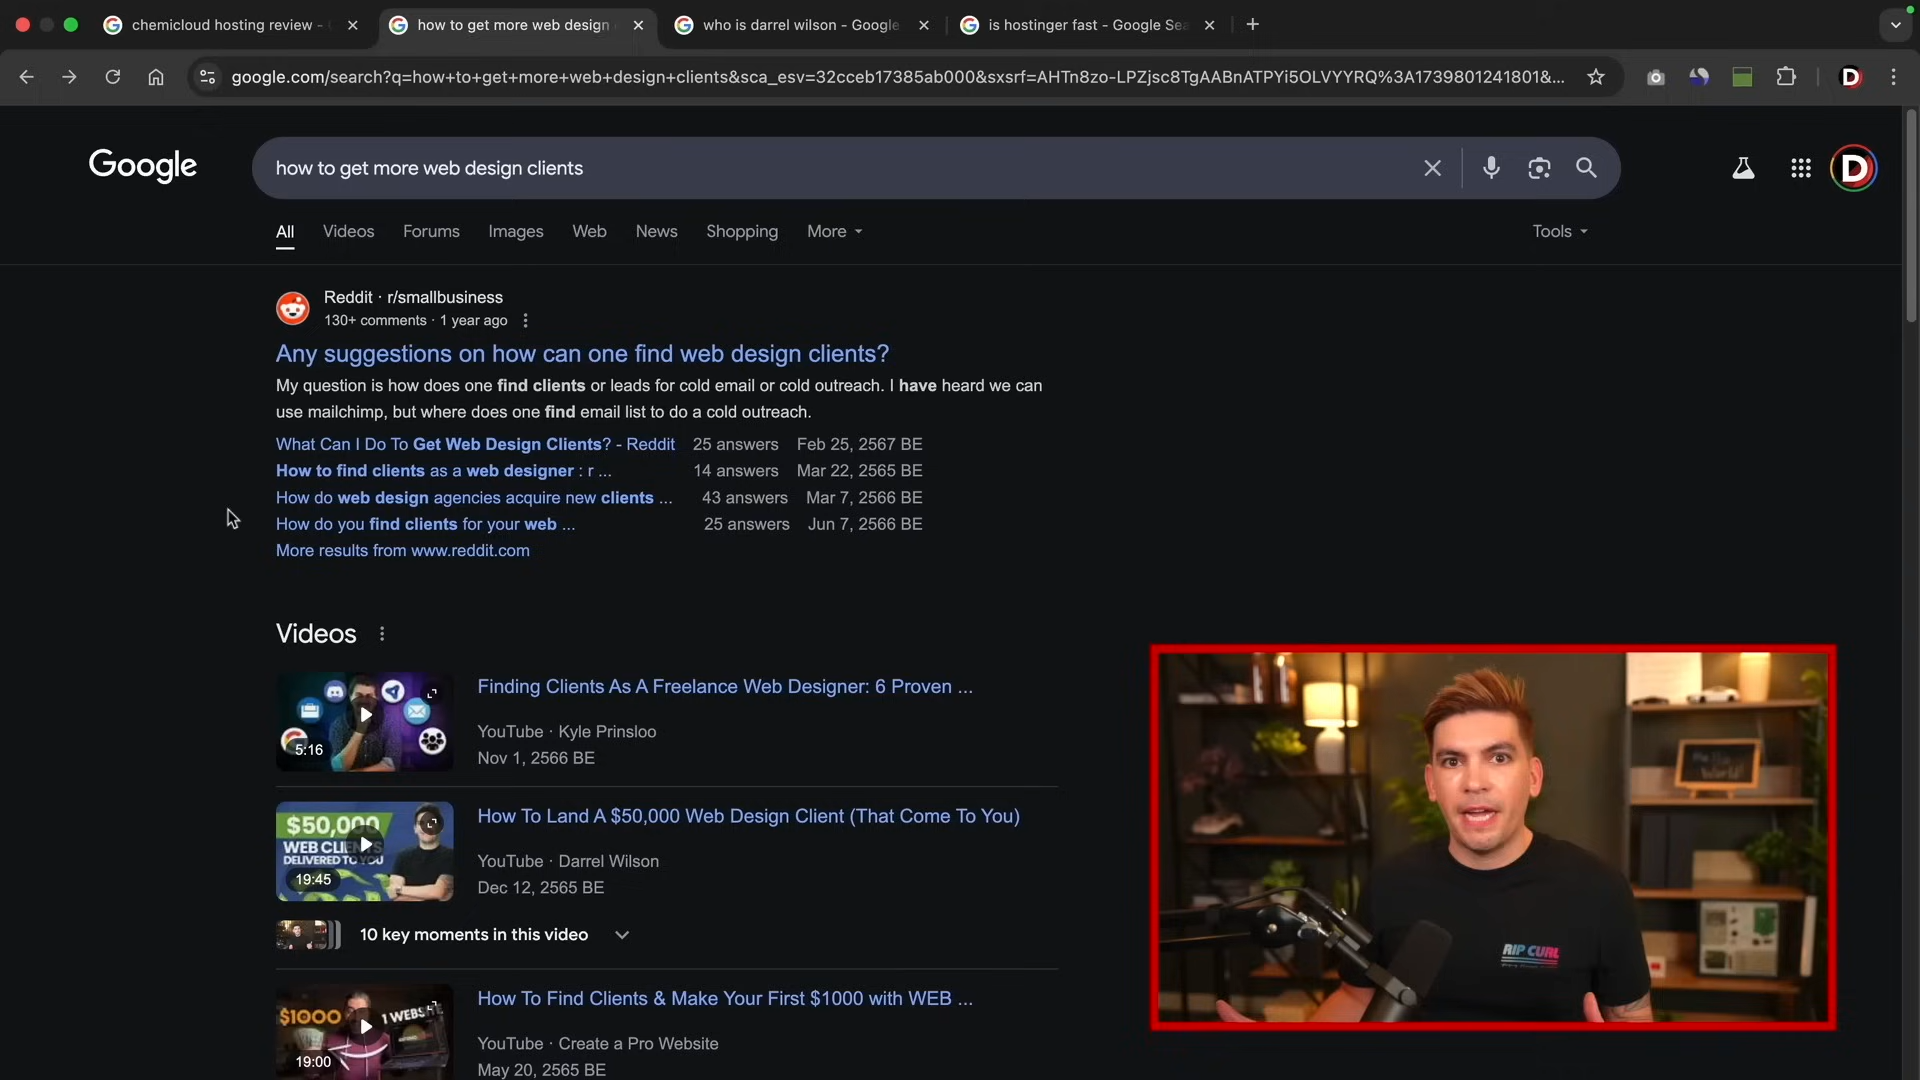 chemicloud hosting review -
how to get more web design
who is darrel wilson - Google
is hostinger fast - Google Sea
google.com/search?q=how+to+get+more+web+design+clients&sca_esv=32cceb17385ab000&sxsrf=AHTn8zo-LPZjsc8TgAABnATPYi5OLVYYRQ%3A1739801241801&...
D
Google
how to get more web design clients
D
All Videos Forums Images Web News Shopping More Tools
Reddit · r/smallbusiness
130+ comments · 1 year ago
Any suggestions on how can one find web design clients?
My question is how does one find clients or leads for cold email or cold outreach. I have heard we can
use mailchimp, but where does one find email list to do a cold outreach.
What Can I Do To Get Web Design Clients? - Reddit 25 answers Feb 25, 2567 BE
How to find clients as a web designer : r ... 14 answers Mar 22, 2565 BE
How do web design agencies acquire new clients ... 43 answers Mar 7, 2566 BE
How do you find clients for your web ... 25 answers Jun 7, 2566 BE
More results from www.reddit.com
Videos
5:16
Finding Clients As A Freelance Web Designer: 6 Proven ...
YouTube · Kyle Prinsloo
Nov 1, 2566 BE
$50,000
WEB CLIENTS
DELIVERED TO YOU
19:45
How To Land A $50,000 Web Design Client (That Come To You)
YouTube · Darrel Wilson
Dec 12, 2565 BE
10 key moments in this video
$1000
1 WEBSITE
19:00
How To Find Clients & Make Your First $1000 with WEB ...
YouTube · Create a Pro Website
May 20, 2565 BE
Hello
World!
RIP CURL